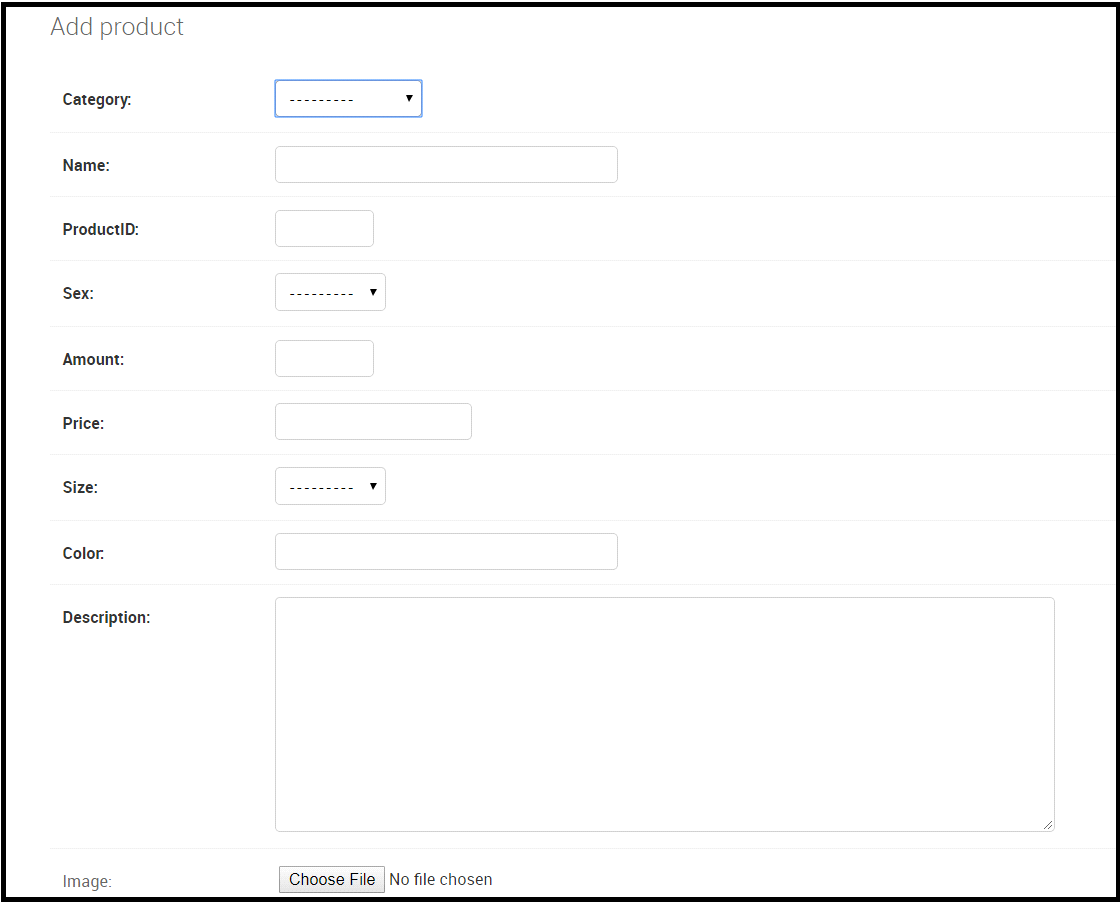 Add product
Category: ---------
Name:
ProductID:
Sex: ---------
Amount:
Price:
Size: ---------
Color:
Description:
Image: Choose File No file chosen